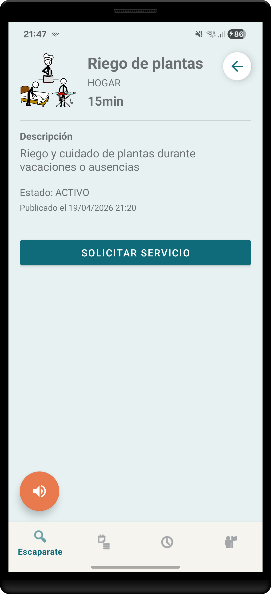 21:47
86
Riego de plantas
HOGAR
15min
Descripción
Riego y cuidado de plantas durante
vacaciones o ausencias
Estado: ACTIVO
Publicado el 19/04/2026 21:20
SOLICITAR SERVICIO
Escaparate